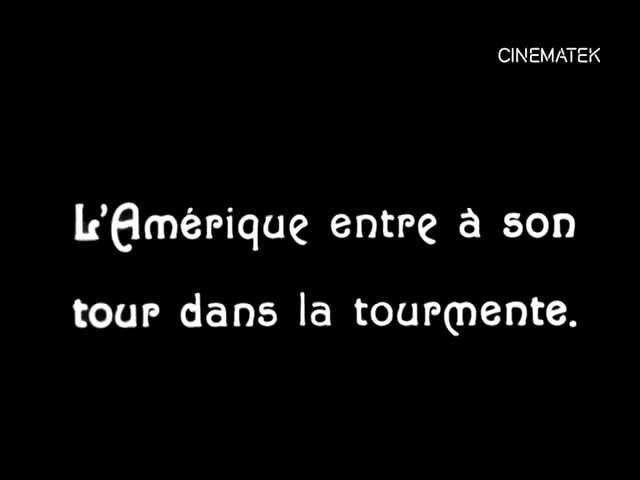 CINEMATEK
L'Amérique entre à son
tour dans la tourmente.